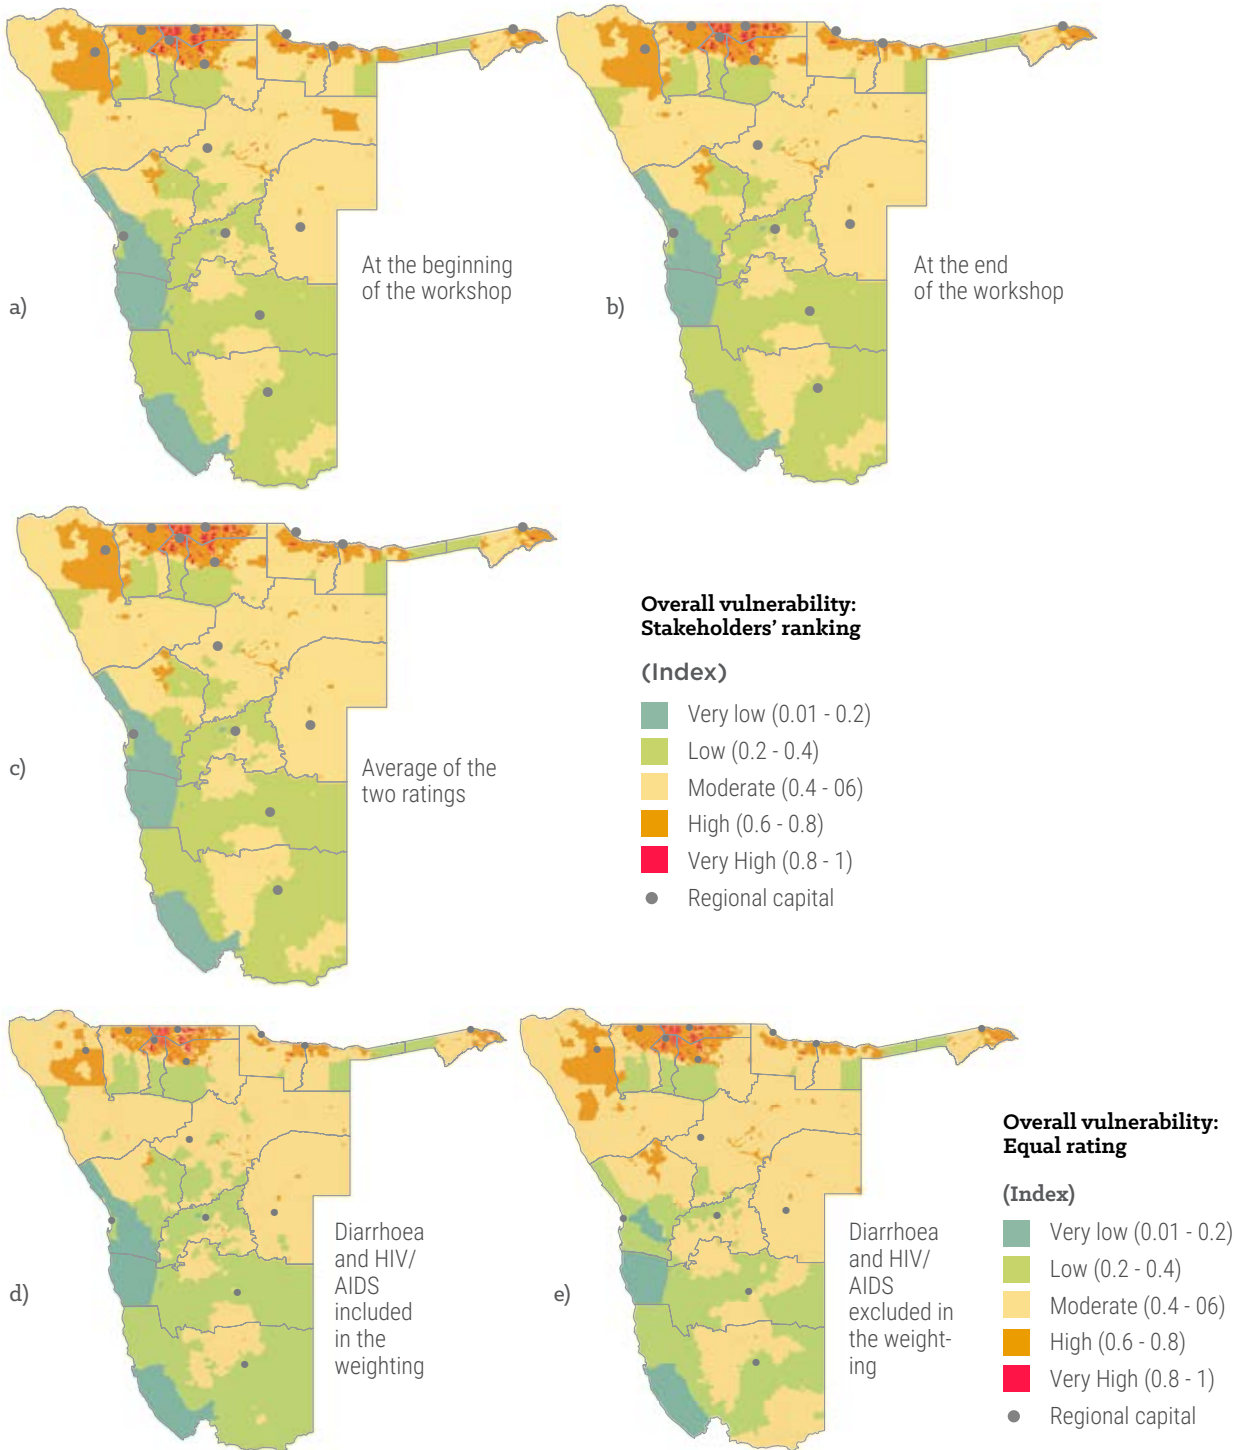 At the beginning
of the workshop
a)
At the end
of the workshop
b)
Average of the
two ratings
c)
Overall vulnerability:
Stakeholders' ranking
(Index)
Very low (0.01 - 0.2)
Low (0.2 - 0.4)
Moderate (0.4 - 06)
High (0.6 - 0.8)
Very High (0.8 - 1)
Regional capital
Diarrhoea
and HIV/
AIDS
included
in the
weighting
d)
Diarrhoea
and HIV/
AIDS
excluded in
the weight-
ing
e)
Overall vulnerability:
Equal rating
(Index)
Very low (0.01 - 0.2)
Low (0.2 - 0.4)
Moderate (0.4 - 06)
High (0.6 - 0.8)
Very High (0.8 - 1)
Regional capital